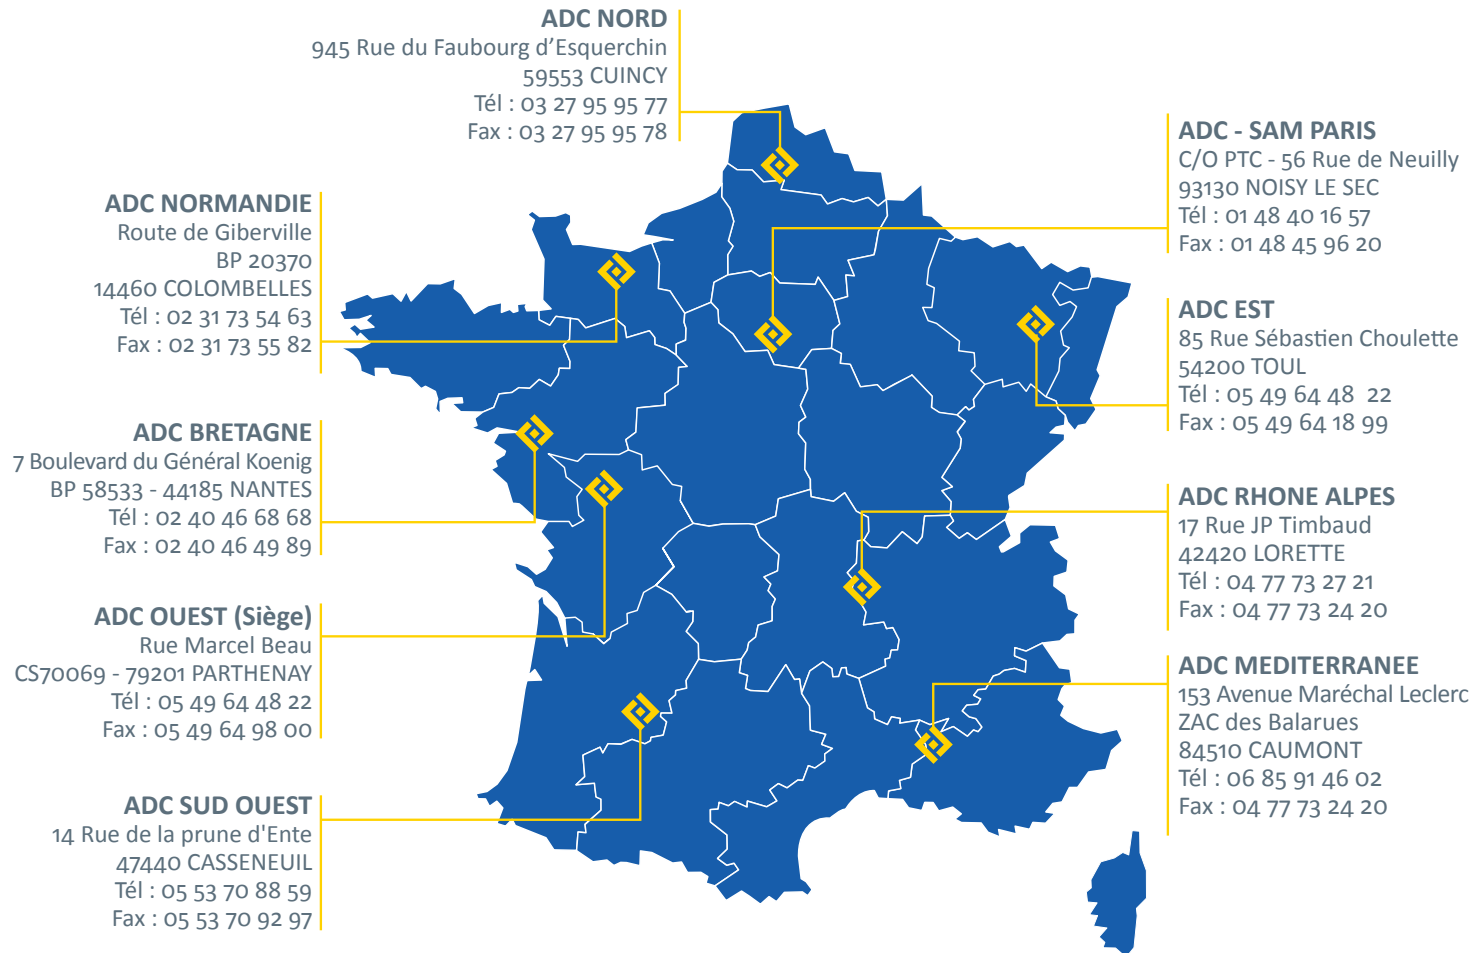 ADC NORD
945 Rue du Faubourg d’Esquerchin
59553 CUINCY
Tél : 03 27 95 95 77
Fax : 03 27 95 95 78
ADC NORMANDIE
Route de Giberville
BP 20370
14460 COLOMBELLES
Tél : 02 31 73 54 63
Fax : 02 31 73 55 82
ADC BRETAGNE
7 Boulevard du Général Koenig
BP 58533 - 44185 NANTES
Tél : 02 40 46 68 68
Fax : 02 40 46 49 89
ADC OUEST (Siège)
Rue Marcel Beau
CS70069 - 79201 PARTHENAY
Tél : 05 49 64 48 22
Fax : 05 49 64 98 00
ADC SUD OUEST
14 Rue de la prune d'Ente
47440 CASSENEUIL
Tél : 05 53 70 88 59
Fax : 05 53 70 92 97
ADC - SAM PARIS
C/O PTC - 56 Rue de Neuilly
93130 NOISY LE SEC
Tél : 01 48 40 16 57
Fax : 01 48 45 96 20
ADC EST
85 Rue Sébastien Choulette
54200 TOUL
Tél : 05 49 64 48  22
Fax : 05 49 64 18 99
ADC RHONE ALPES
17 Rue JP Timbaud
42420 LORETTE
Tél : 04 77 73 27 21
Fax : 04 77 73 24 20
ADC MEDITERRANEE
153 Avenue Maréchal Leclerc
ZAC des Balarues
84510 CAUMONT
Tél : 06 85 91 46 02
Fax : 04 77 73 24 20